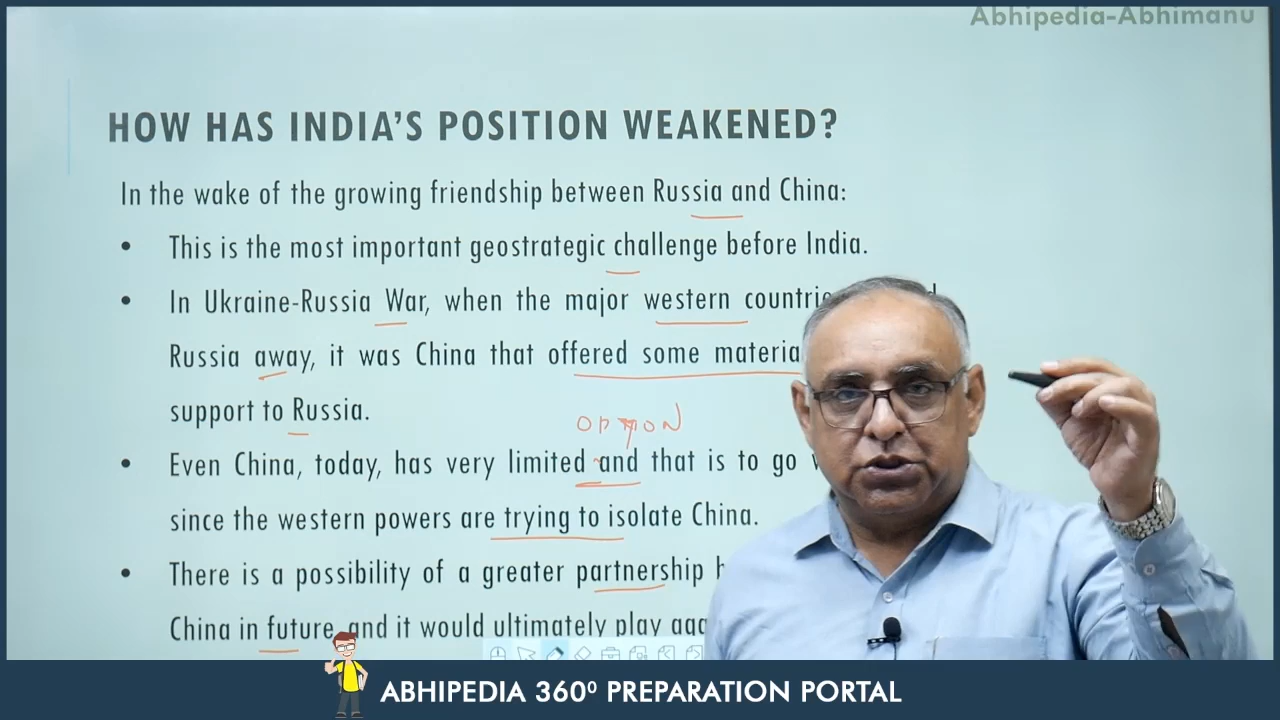 Abhipedia-Abhimanu
HOW HAS INDIA'S POSITION WEAKENED?
In the wake of the growing friendship between Russia and China:
• This is the most important geostrategic challenge before India.
• In Ukraine-Russia War, when the major western
Russia away, it was China that offered some
support to Russia.
OPTION
• Even China, today, has very limited and that is to go
since the western powers are trying to isolate China.
• There is a possibility of a greater partnership
China in future and it would ultimately play
ABHIPEDIA 360⁰ PREPARATION PORTAL